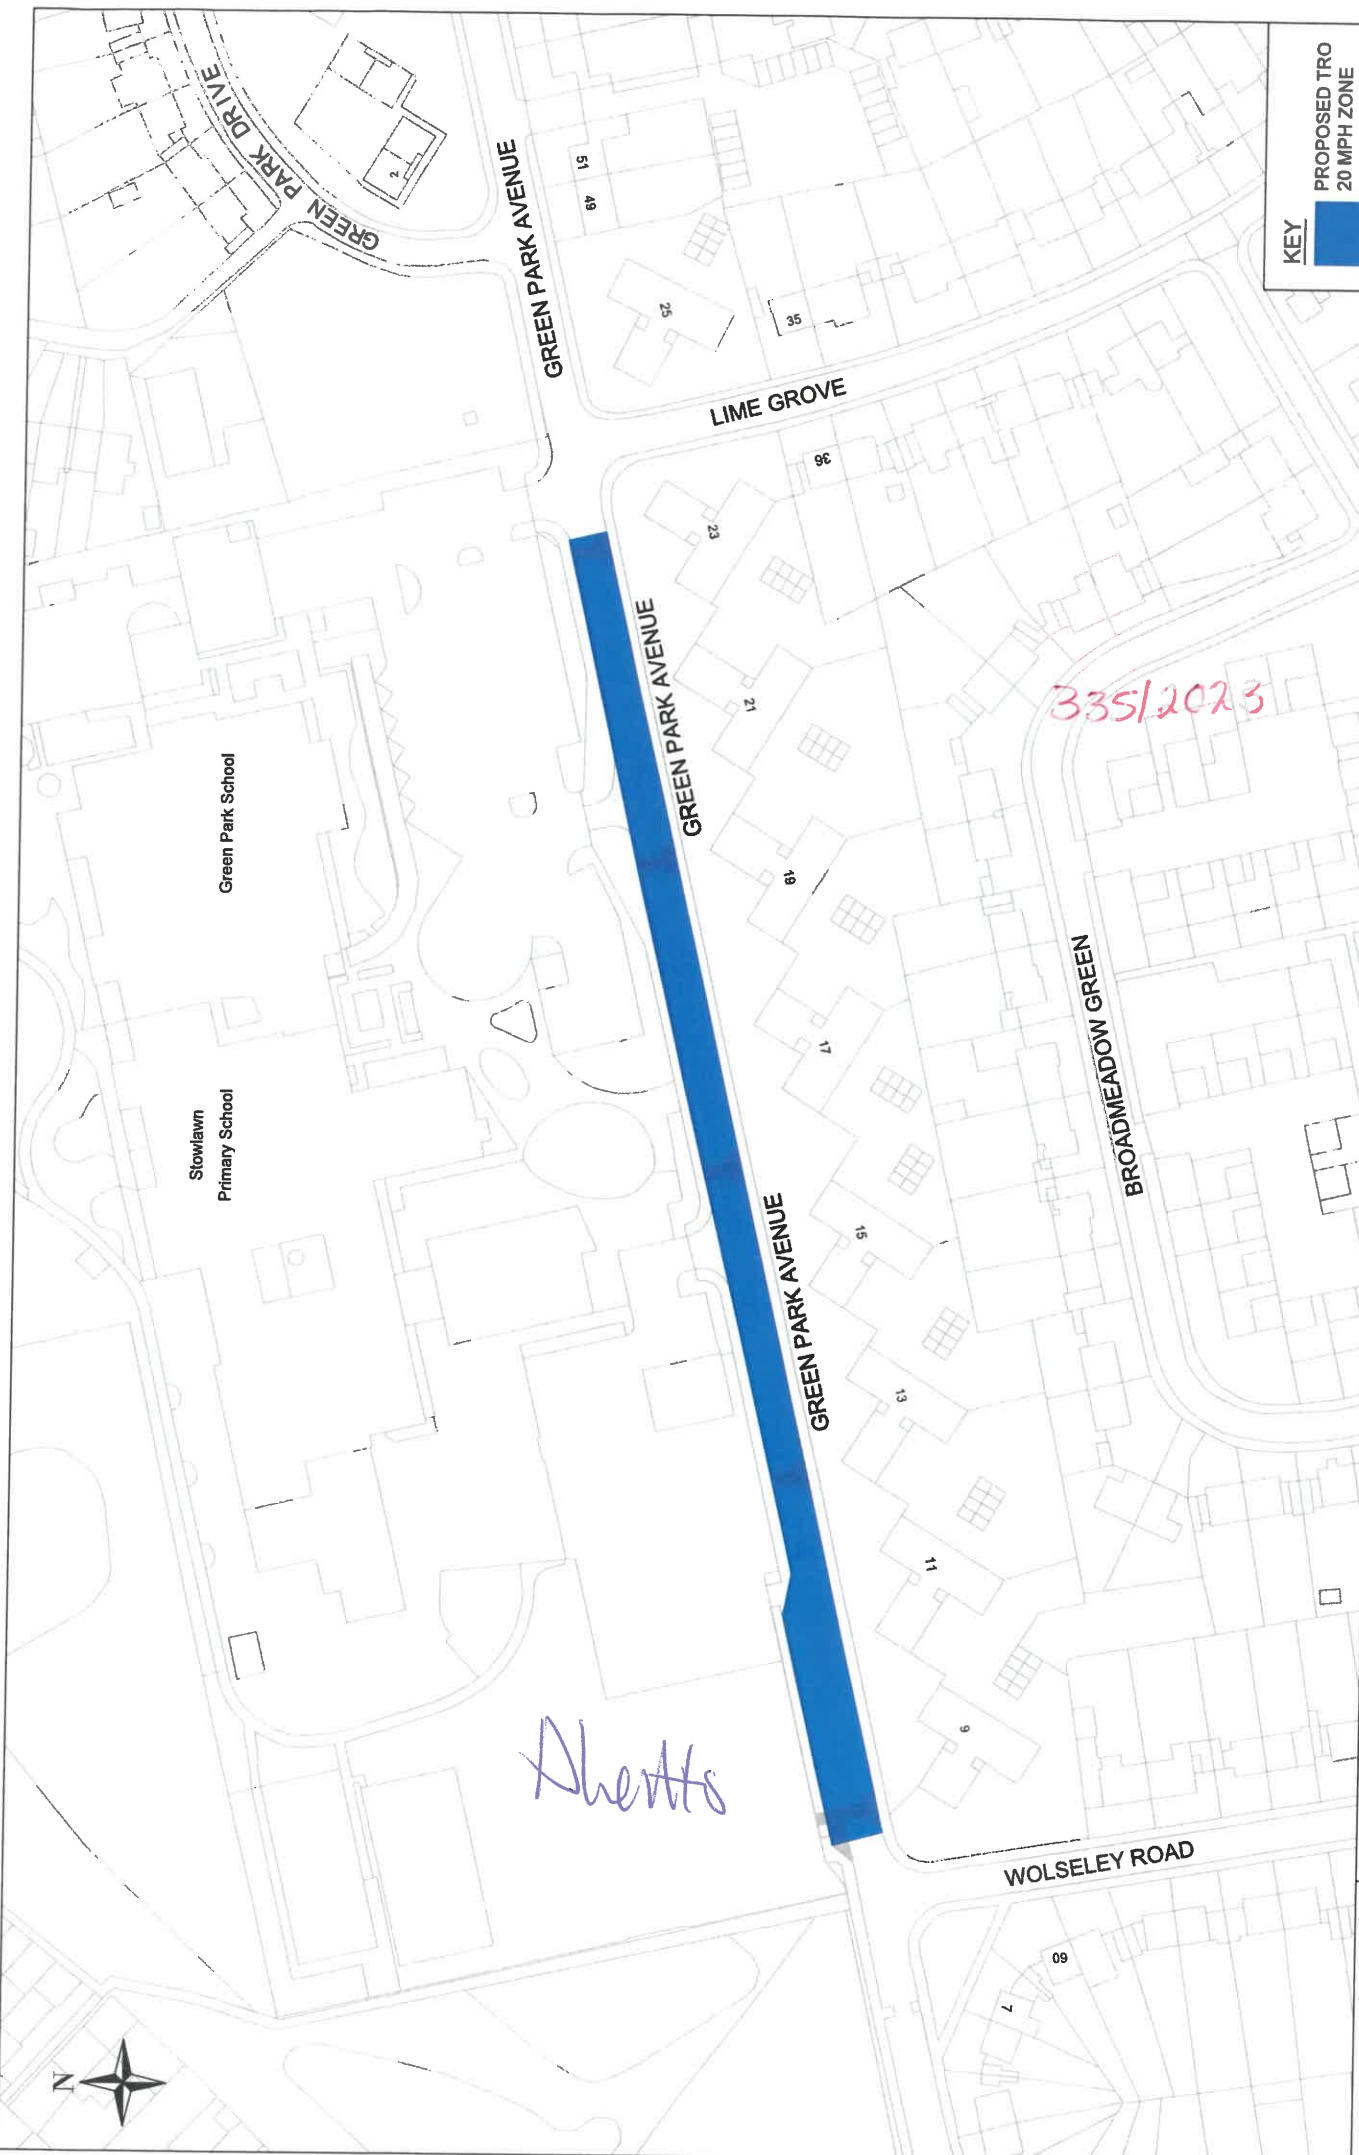 GREEN PARK DRIVE
2
GREEN PARK AVENUE
51
49
25
35
LIME GROVE
36
23
GREEN PARK AVENUE
21
19
17
Green Park School
Stowlawn
Primary School
335/2023
BROADMEADOW GREEN
GREEN PARK AVENUE
15
13
11
9
WOLSELEY ROAD
60
7
N
KEY
PROPOSED TRO
20 MPH ZONE